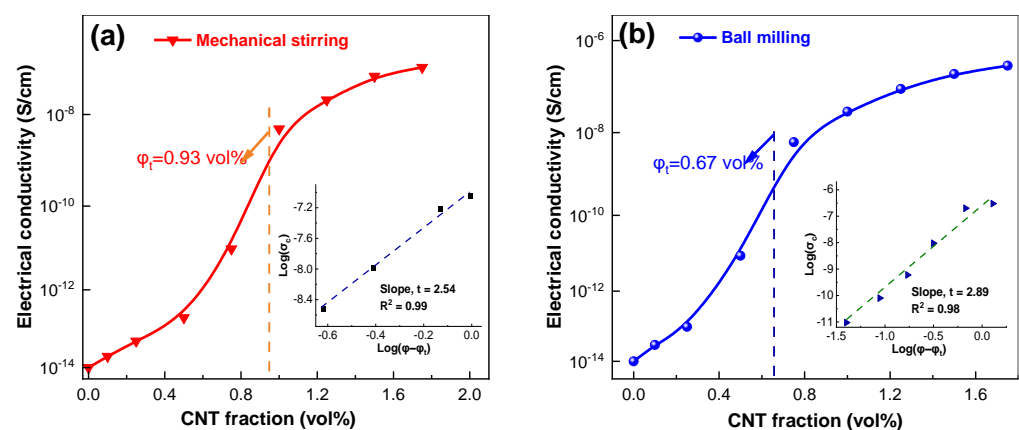 (a)
Mechanical stirring
Electrical conductivity (S/cm)
10⁻⁸
10⁻¹⁰
10⁻¹²
10⁻¹⁴
φt=0.93 vol%
0.0 0.4 0.8 1.2 1.6 2.0
CNT fraction (vol%)
Log(σc)
-7.2
-7.6
-8.0
-8.4
Slope, t = 2.54
R² = 0.99
-0.6 -0.4 -0.2 0.0
Log(φ−φt)
(b)
Ball milling
Electrical conductivity (S/cm)
10⁻⁶
10⁻⁸
10⁻¹⁰
10⁻¹²
10⁻¹⁴
φt=0.67 vol%
0.0 0.4 0.8 1.2 1.6
CNT fraction (vol%)
Log(σc)
-6
-7
-8
-9
-10
-11
Slope, t = 2.89
R² = 0.98
-1.5 -1.0 -0.5 0.0
Log(φ−φt)